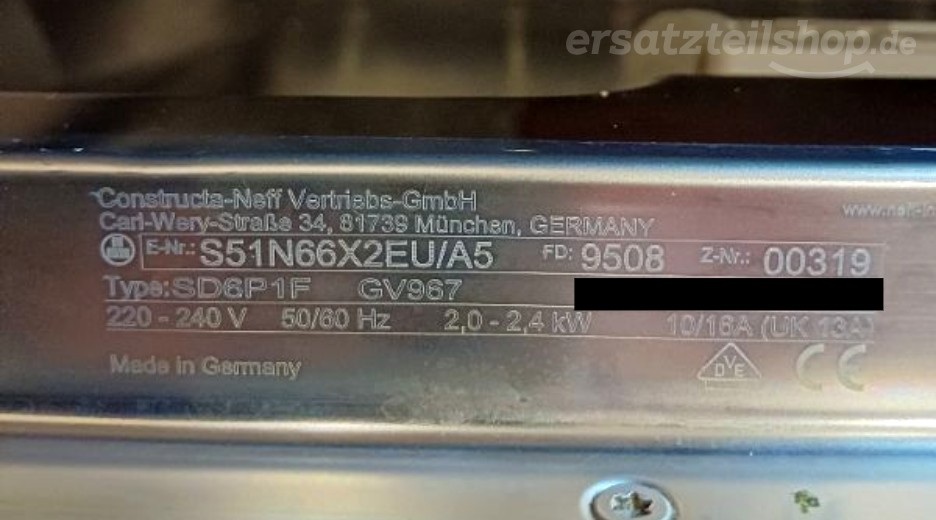 ersatzteilshop.de
Constructa-Neff Vertriebs-GmbH
Carl-Wery-Straße 34, 81739 München, GERMANY
E-Nr.: S51N66X2EU/A5 FD: 9508 Z-Nr.: 00319
Type: SD6P1F GV967
220 - 240 V 50/60 Hz 2,0 - 2,4 kW 10/16A (UK 13A)
Made in Germany DVE CE